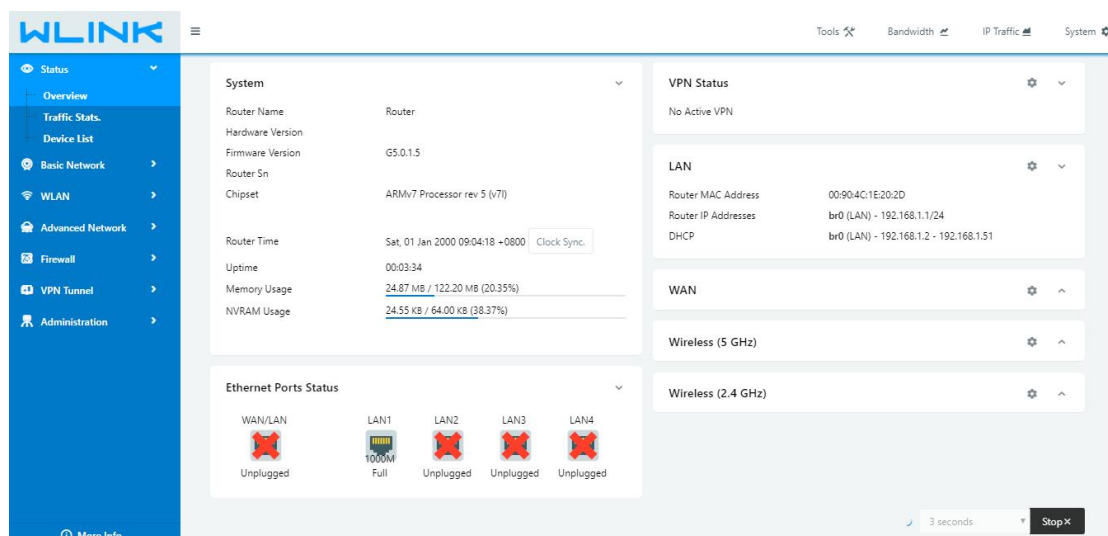 WLINK
Tools
Bandwidth
IP Traffic
System
Status
Overview
Traffic Stats.
Device List
Basic Network
WLAN
Advanced Network
Firewall
VPN Tunnel
Administration
More Info
System
Router Name Router
Hardware Version
Firmware Version G5.0.1.5
Router Sn
Chipset ARMv7 Processor rev 5 (v7l)
Router Time Sat, 01 Jan 2000 09:04:18 +0800 Clock Sync.
Uptime 00:03:34
Memory Usage 24.87 MB / 122.20 MB (20.35%)
NVRAM Usage 24.55 KB / 64.00 KB (38.37%)
Ethernet Ports Status
WAN/LAN LAN1 LAN2 LAN3 LAN4
1000M
Unplugged Full Unplugged Unplugged Unplugged
VPN Status
No Active VPN
LAN
Router MAC Address 00:90:4C:1E:20:2D
Router IP Addresses br0 (LAN) - 192.168.1.1/24
DHCP br0 (LAN) - 192.168.1.2 - 192.168.1.51
WAN
Wireless (5 GHz)
Wireless (2.4 GHz)
3 seconds Stop ×